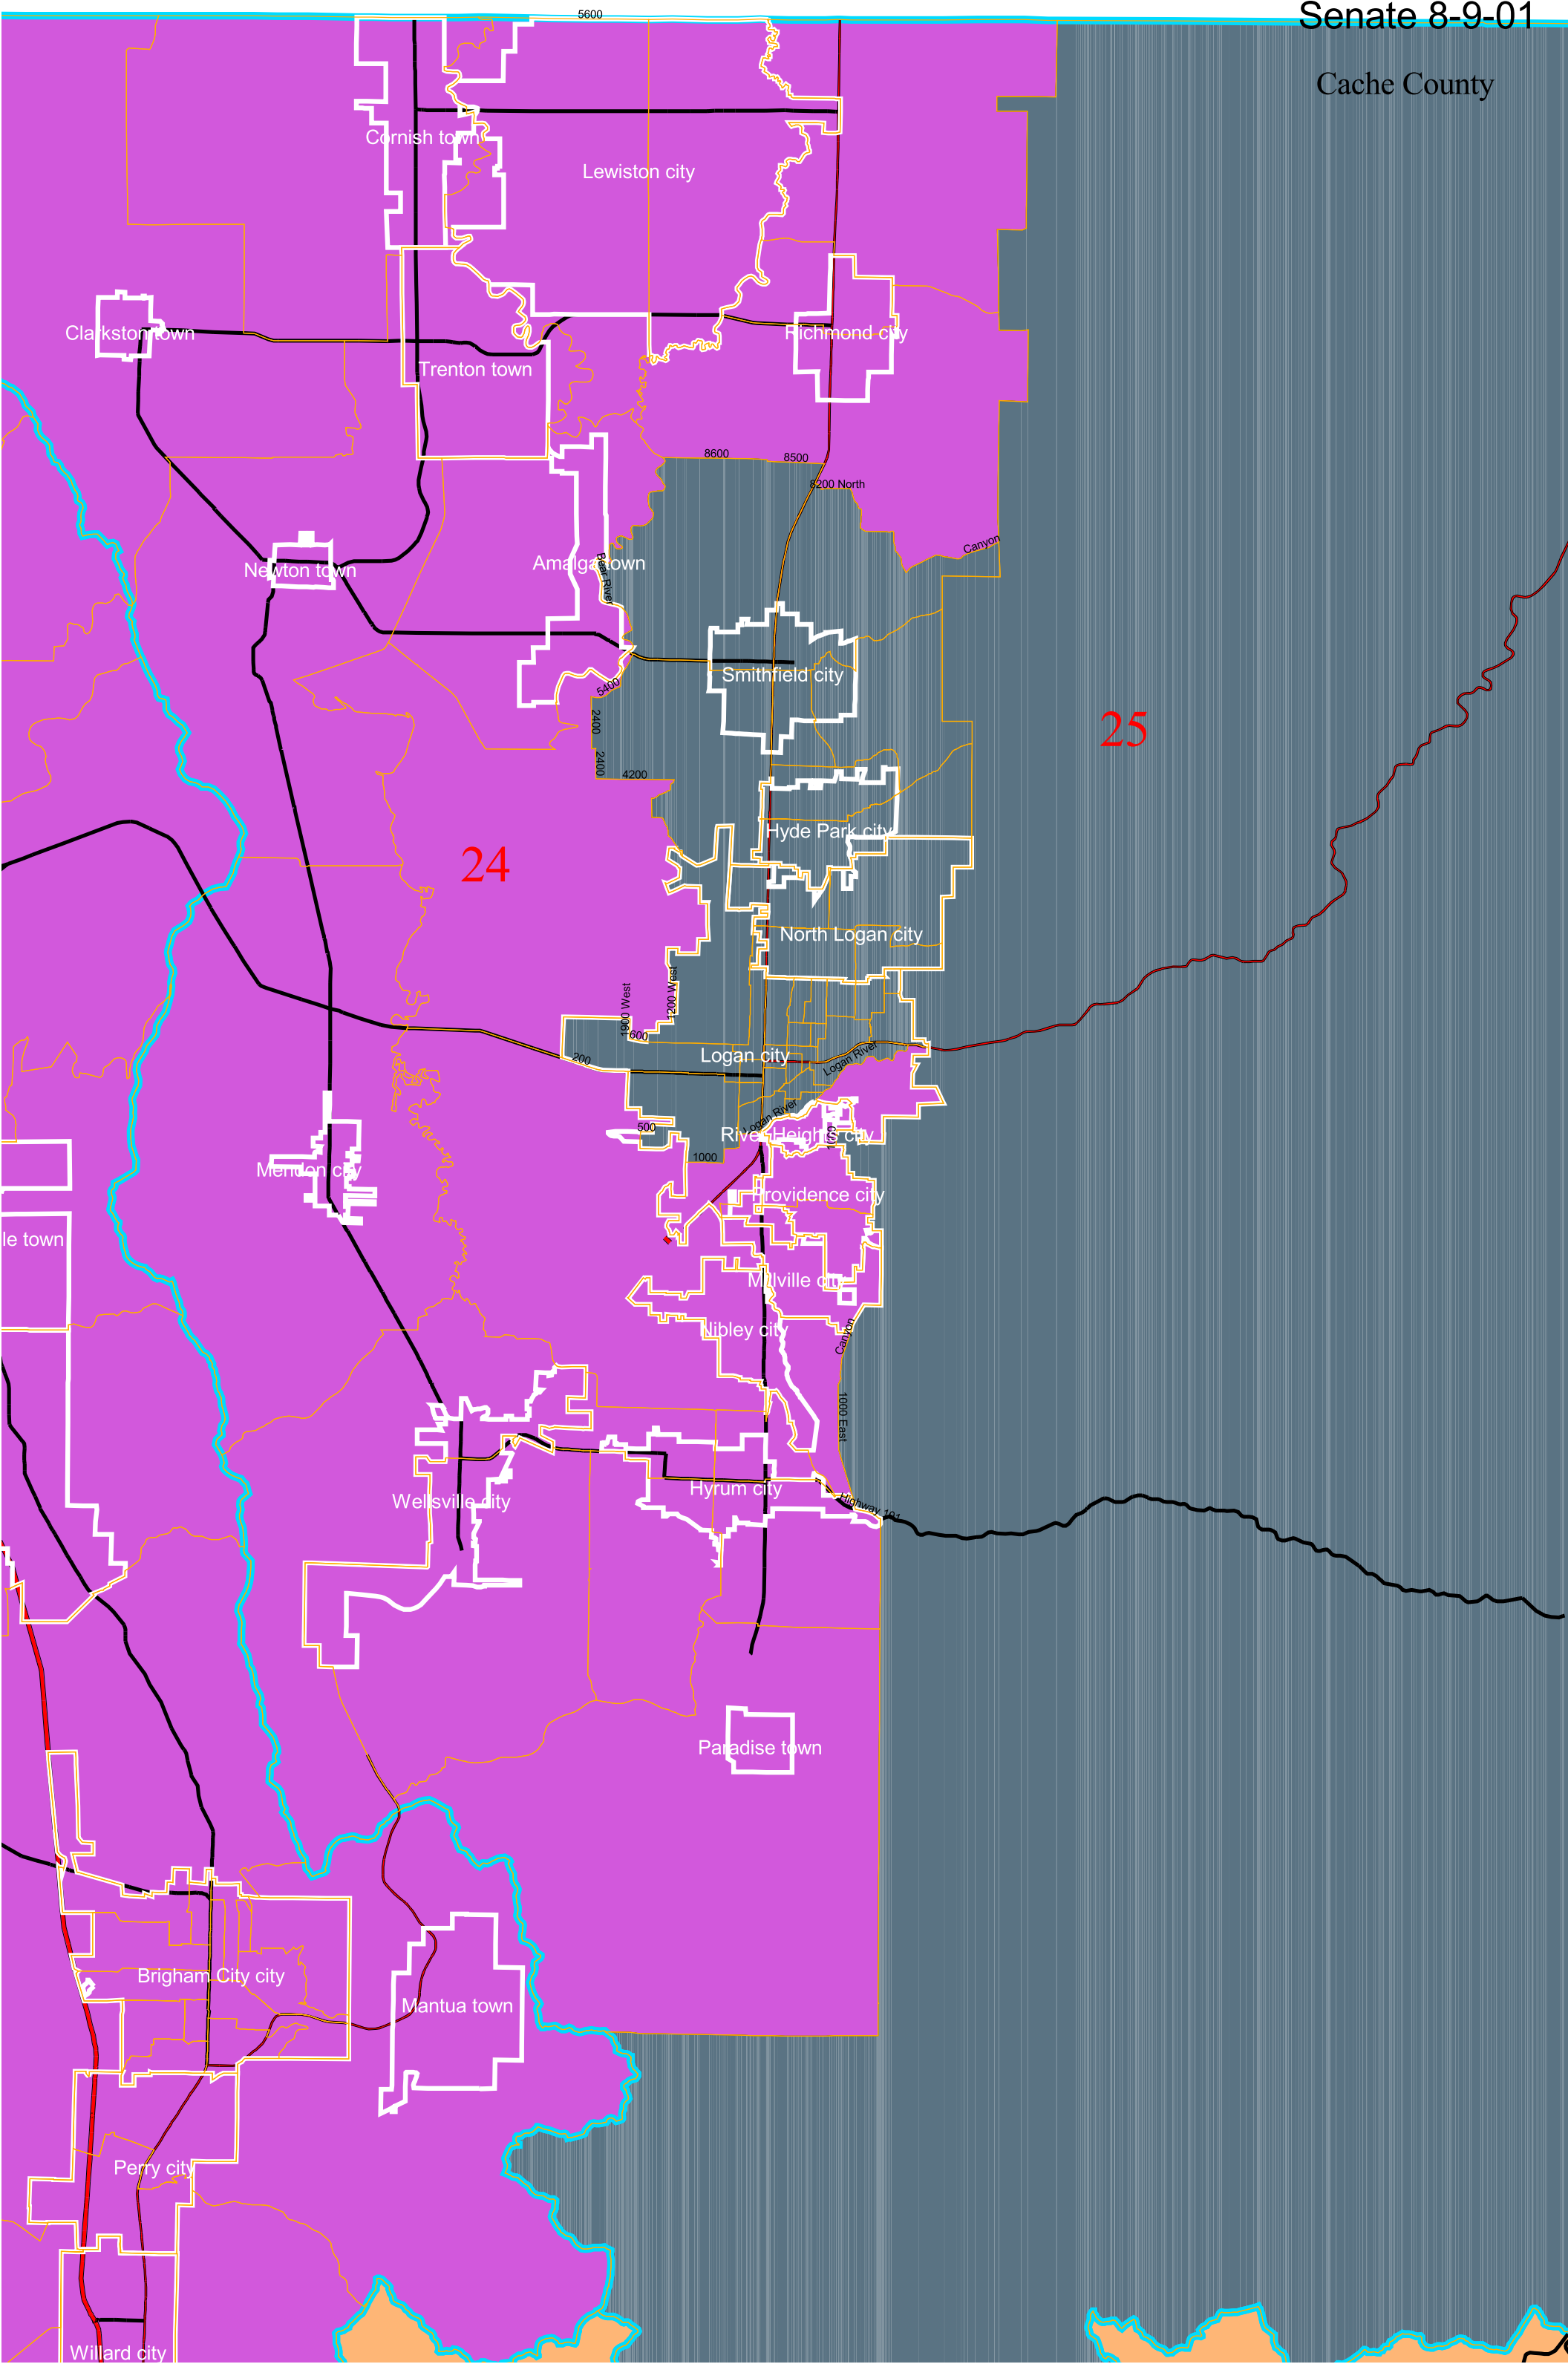 Senate 8-9-01
5600
Cache County
Cornish town
Lewiston city
Clarkston town
Richmond city
Trenton town
8600
8500
8200 North
Canyon
Newton town
Amalga town
Bear River
Smithfield city
5400
2400
25
2400
4200
Hyde Park city
24
North Logan city
1900 West
1200 West
600
Logan city
200
Logan River
Logan River
500
River Heights city
1000
Mendon city
Providence city
le town
Millville city
Nibley city
Canyon
1000 East
Hyrum city
Wellsville city
Highway 101
Paradise town
Brigham City city
Mantua town
Perry city
Willard city